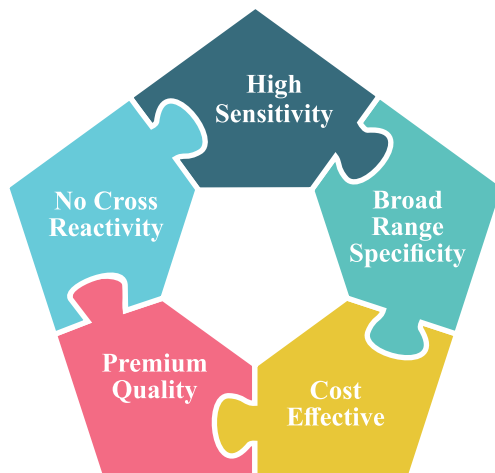 High
Sensitivity
No Cross
Reactivity
Broad
Range
Specificity
Premium
Quality
Cost
Effective